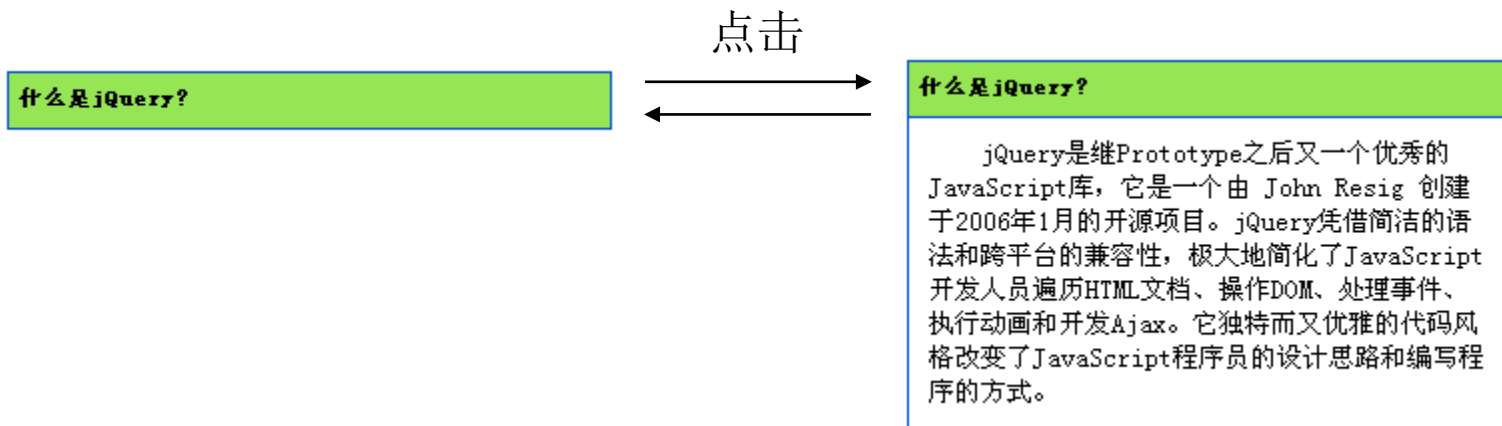 点击
什么是jQuery?
什么是jQuery?
jQuery是继Prototype之后又一个优秀的
JavaScript库，它是一个由 John Resig 创建
于2006年1月的开源项目。jQuery凭借简洁的语
法和跨平台的兼容性，极大地简化了JavaScript
开发人员遍历HTML文档、操作DOM、处理事件、
执行动画和开发Ajax。它独特而又优雅的代码风
格改变了JavaScript程序员的设计思路和编写程
序的方式。